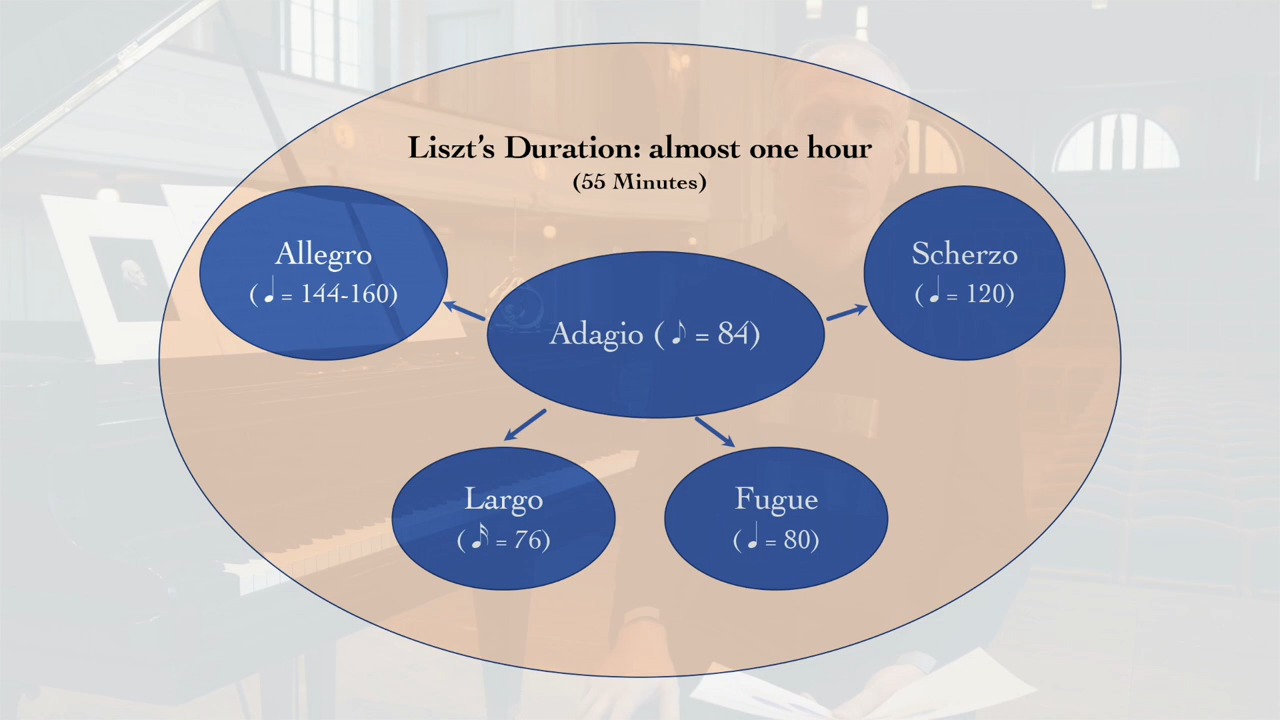 Liszt's Duration: almost one hour
(55 Minutes)
Allegro
(♩ = 144-160)
Scherzo
(♩ = 120)
Adagio (♪ = 84)
Largo
(𝅘𝅥𝅯 = 76)
Fugue
(♩ = 80)